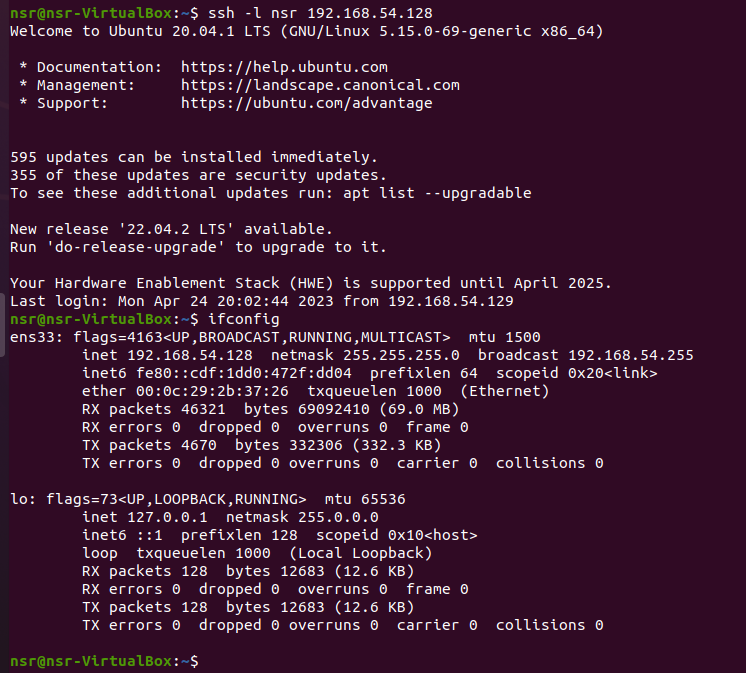 nsr@nsr-VirtualBox:~$ ssh -l nsr 192.168.54.128
Welcome to Ubuntu 20.04.1 LTS (GNU/Linux 5.15.0-69-generic x86_64)
* Documentation:  https://help.ubuntu.com
* Management:     https://landscape.canonical.com
* Support:        https://ubuntu.com/advantage
595 updates can be installed immediately.
355 of these updates are security updates.
To see these additional updates run: apt list --upgradable
New release '22.04.2 LTS' available.
Run 'do-release-upgrade' to upgrade to it.
Your Hardware Enablement Stack (HWE) is supported until April 2025.
Last login: Mon Apr 24 20:02:44 2023 from 192.168.54.129
nsr@nsr-VirtualBox:~$ ifconfig
ens33: flags=4163<UP,BROADCAST,RUNNING,MULTICAST>  mtu 1500
inet 192.168.54.128  netmask 255.255.255.0  broadcast 192.168.54.255
inet6 fe80::cdf:1dd0:472f:dd04  prefixlen 64  scopeid 0x20<link>
ether 00:0c:29:2b:37:26  txqueuelen 1000  (Ethernet)
RX packets 46321  bytes 69092410 (69.0 MB)
RX errors 0  dropped 0  overruns 0  frame 0
TX packets 4670  bytes 332306 (332.3 KB)
TX errors 0  dropped 0 overruns 0  carrier 0  collisions 0
lo: flags=73<UP,LOOPBACK,RUNNING>  mtu 65536
inet 127.0.0.1  netmask 255.0.0.0
inet6 ::1  prefixlen 128  scopeid 0x10<host>
loop  txqueuelen 1000  (Local Loopback)
RX packets 128  bytes 12683 (12.6 KB)
RX errors 0  dropped 0  overruns 0  frame 0
TX packets 128  bytes 12683 (12.6 KB)
TX errors 0  dropped 0 overruns 0  carrier 0  collisions 0
nsr@nsr-VirtualBox:~$